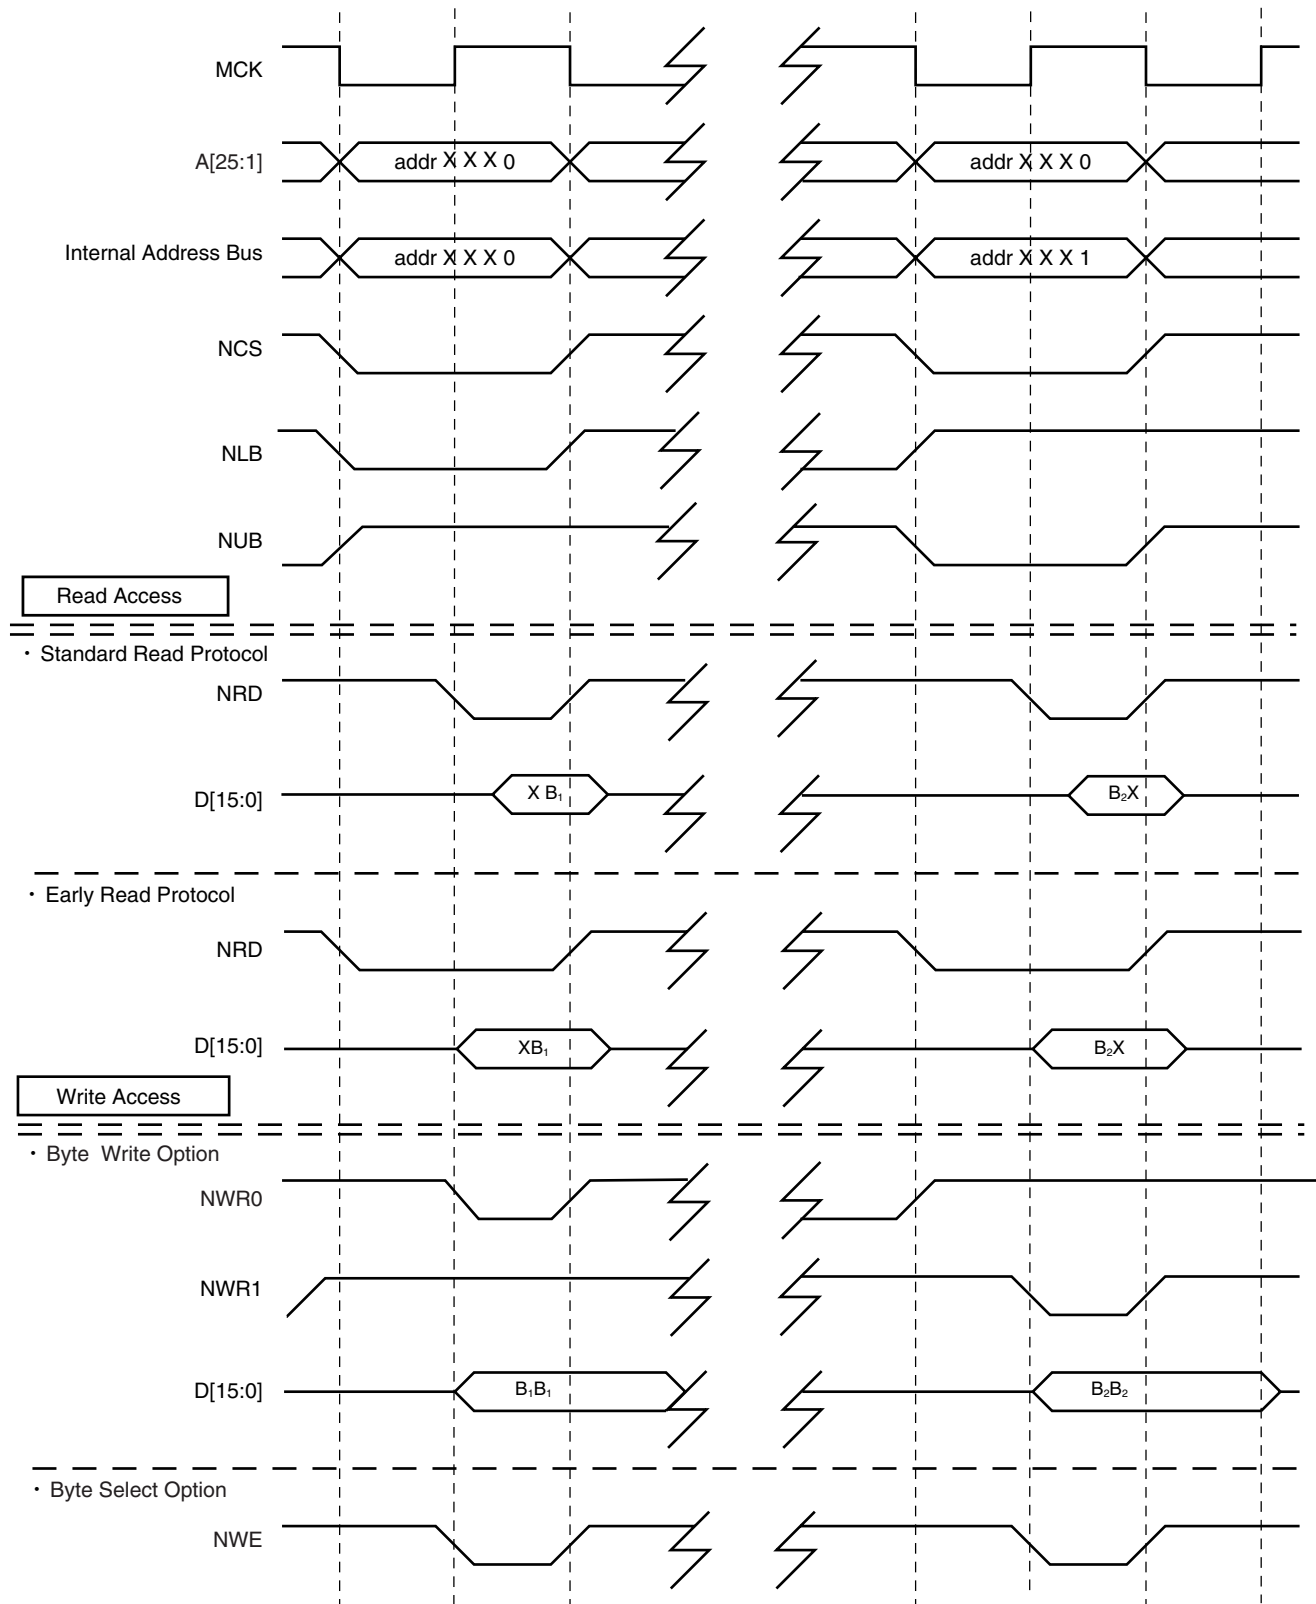 MCK
A[25:1] addr X X X 0 addr X X X 0
Internal Address Bus addr X X X 0 addr X X X 1
NCS
NLB
NUB
Read Access
· Standard Read Protocol
NRD
D[15:0] X B₁ B₂X
· Early Read Protocol
NRD
D[15:0] XB₁ B₂X
Write Access
· Byte Write Option
NWR0
NWR1
D[15:0] B₁B₁ B₂B₂
· Byte Select Option
NWE